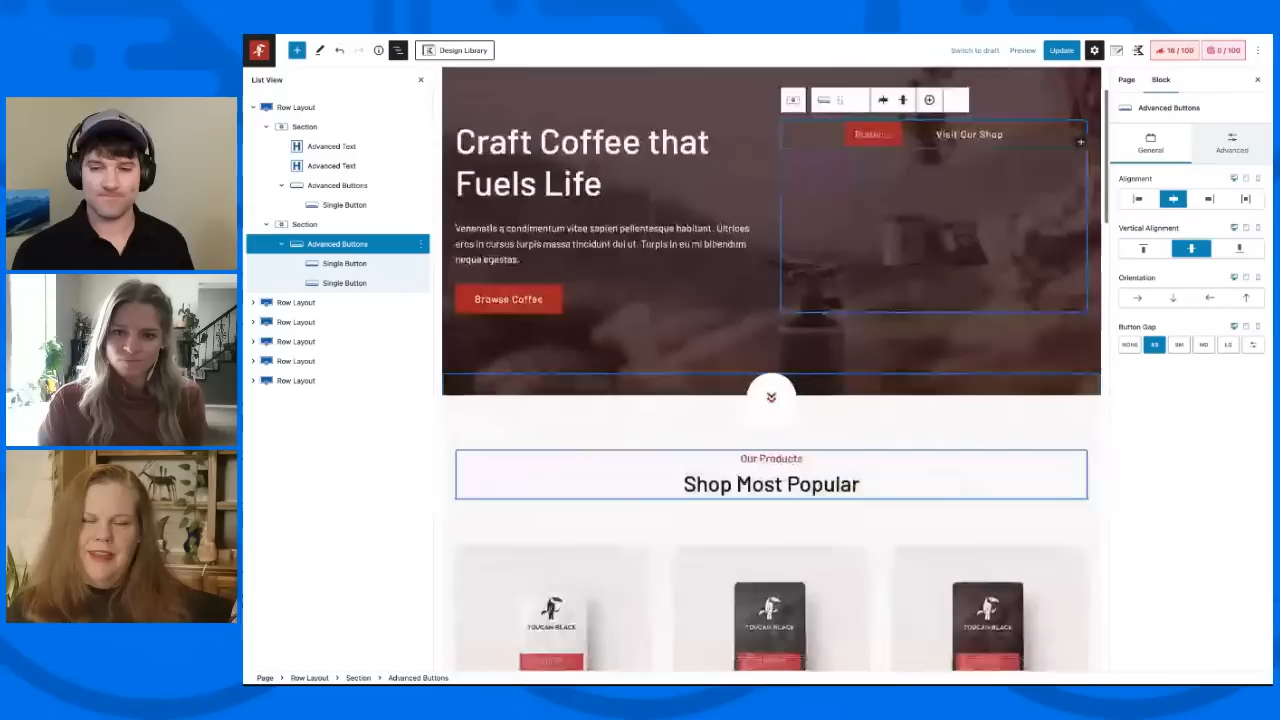 Design Library
Switch to draft
Preview
Update
16 / 100
0 / 100
List View
Row Layout
Section
Advanced Text
Advanced Text
Advanced Buttons
Single Button
Section
Advanced Buttons
Single Button
Single Button
Row Layout
Row Layout
Row Layout
Row Layout
Row Layout
Craft Coffee that
Fuels Life
Venenatis a condimentum vitae sapien pellentesque habitant. Ultrices
eros in cursus turpis massa tincidunt dui ut. Turpis in eu mi bibendum
neque egestas.
Browse Coffee
Visit Our Shop
Our Products
Shop Most Popular
TOUCAN BLACK
TOUCAN BLACK
TOUCAN BLACK
Page
Block
Advanced Buttons
General
Advanced
Alignment
Vertical Alignment
Orientation
Button Gap
NONE
XS
SM
MD
LG
Page > Row Layout > Section > Advanced Buttons